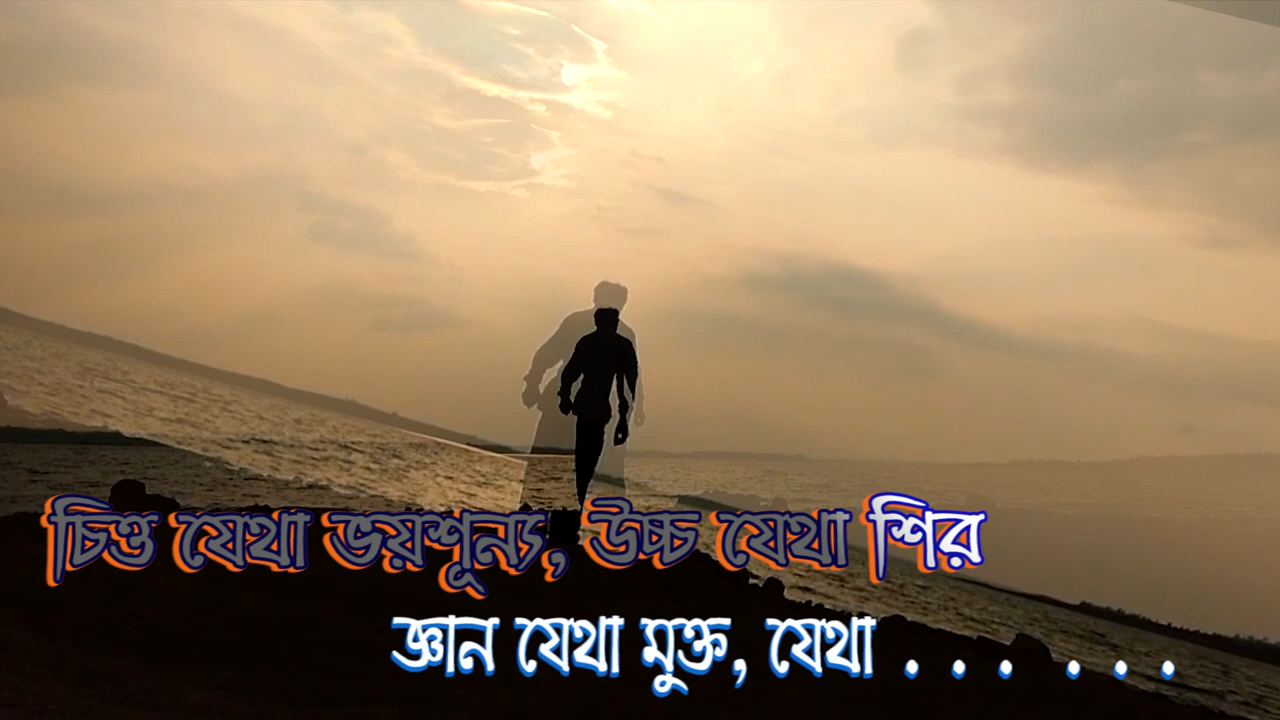 চিত্ত যেথা ভয়শূন্য, উচ্চ যেথা শির
জ্ঞান যেথা মুক্ত, যেথা . . .  . . .